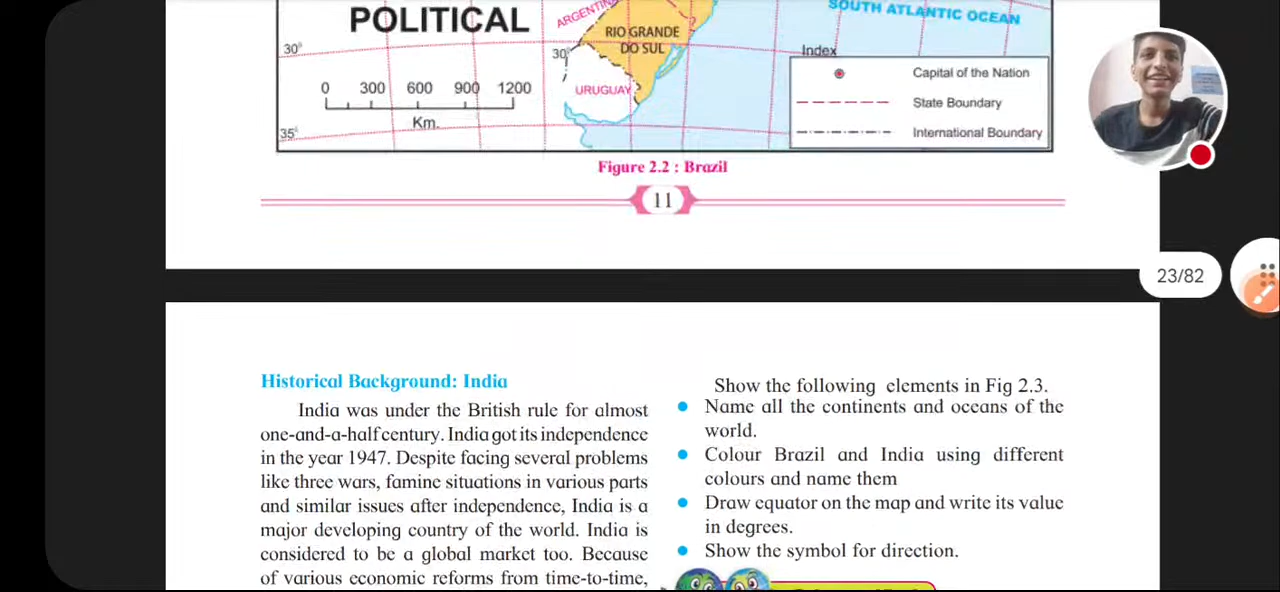 POLITICAL
ARGENTIN
SOUTH ATLANTIC OCEAN
RIO GRANDE
DO SUL
30°
30°
URUGUAY
0 300 600 900 1200
Km.
35°
Index
Capital of the Nation
State Boundary
International Boundary
Figure 2.2 : Brazil
11
23/82
Historical Background: India
India was under the British rule for almost
one-and-a-half century. India got its independence
in the year 1947. Despite facing several problems
like three wars, famine situations in various parts
and similar issues after independence, India is a
major developing country of the world. India is
considered to be a global market too. Because
of various economic reforms from time-to-time,
Show the following elements in Fig 2.3.
Name all the continents and oceans of the
world.
Colour Brazil and India using different
colours and name them
Draw equator on the map and write its value
in degrees.
Show the symbol for direction.